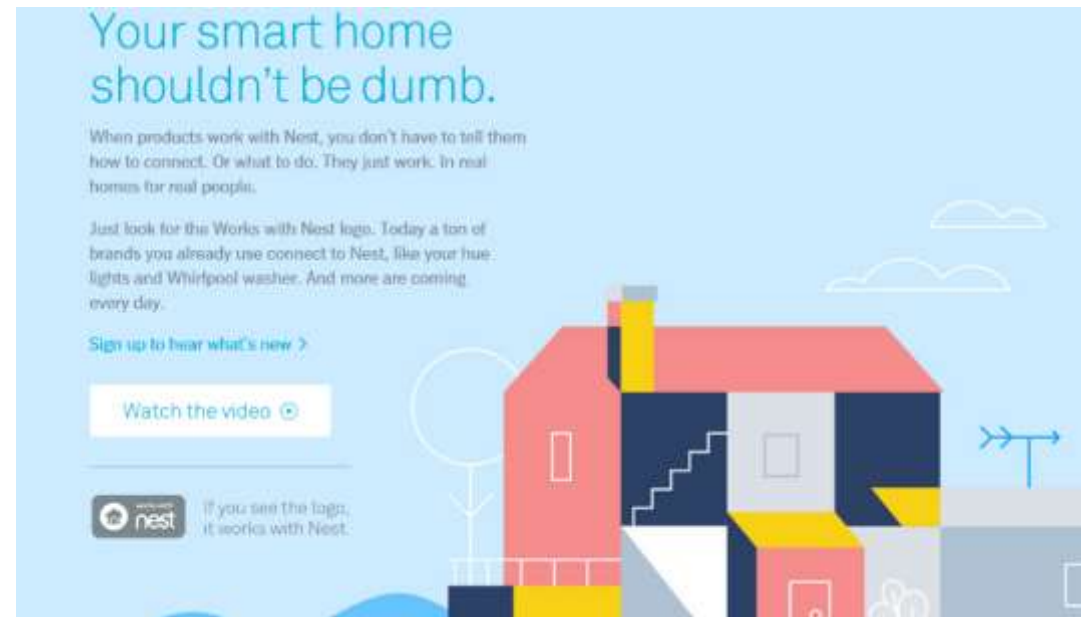 Your smart home
shouldn't be dumb.
When products work with Nest, you don't have to tell them
how to connect. Or what to do. They just work. In real
homes for real people.
Just look for the Works with Nest logo. Today a ton of
brands you already use connect to Nest, like your hue
lights and Whirlpool washer. And more are coming
every day.
Sign up to hear what's new >
Watch the video
nest
If you see the logo,
it works with Nest.